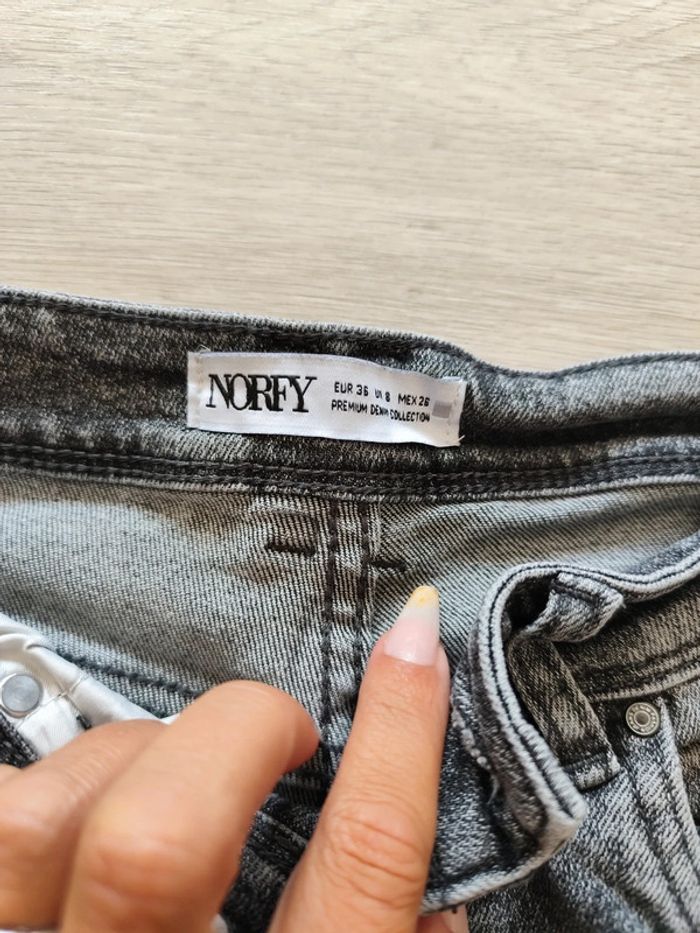 NORFY
EUR 36 UK 8 MEX 26
PREMIUM DENIM COLLECTION